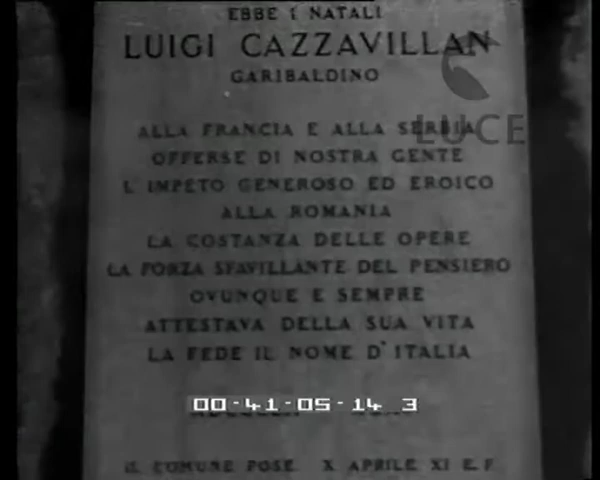 EBBE I NATALI
LUIGI CAZZAVILLAN
GARIBALDINO
ALLA FRANCIA E ALLA SERBIA
OFFERSE DI NOSTRA GENTE
L'IMPETO GENEROSO ED EROICO
ALLA ROMANIA
LA COSTANZA DELLE OPERE
LA FORZA SFAVILLANTE DEL PENSIERO
OVUNQUE E SEMPRE
ATTESTAVA DELLA SUA VITA
LA FEDE IL NOME D'ITALIA
IL COMUNE POSE X APRILE XI E.F.
LUCE
00-41-05-14 3